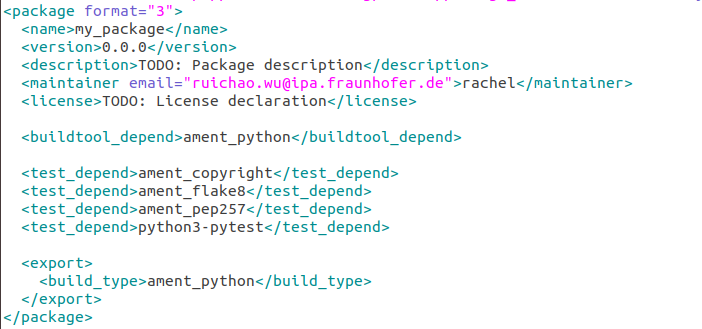 <package format="3">
  <name>my_package</name>
  <version>0.0.0</version>
  <description>TODO: Package description</description>
  <maintainer email="ruichao.wu@ipa.fraunhofer.de">rachel</maintainer>
  <license>TODO: License declaration</license>

  <buildtool_depend>ament_python</buildtool_depend>

  <test_depend>ament_copyright</test_depend>
  <test_depend>ament_flake8</test_depend>
  <test_depend>ament_pep257</test_depend>
  <test_depend>python3-pytest</test_depend>

  <export>
    <build_type>ament_python</build_type>
  </export>
</package>